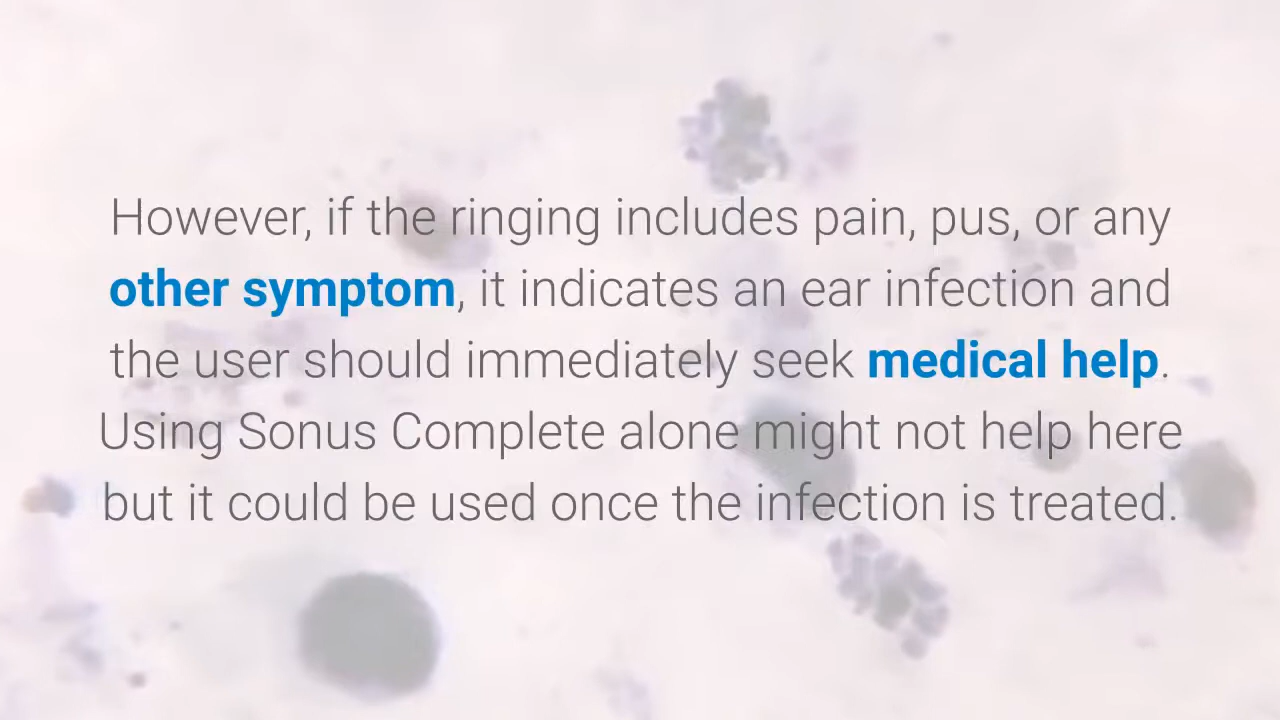 However, if the ringing includes pain, pus, or any
other symptom, it indicates an ear infection and
the user should immediately seek medical help.
Using Sonus Complete alone might not help here
but it could be used once the infection is treated.